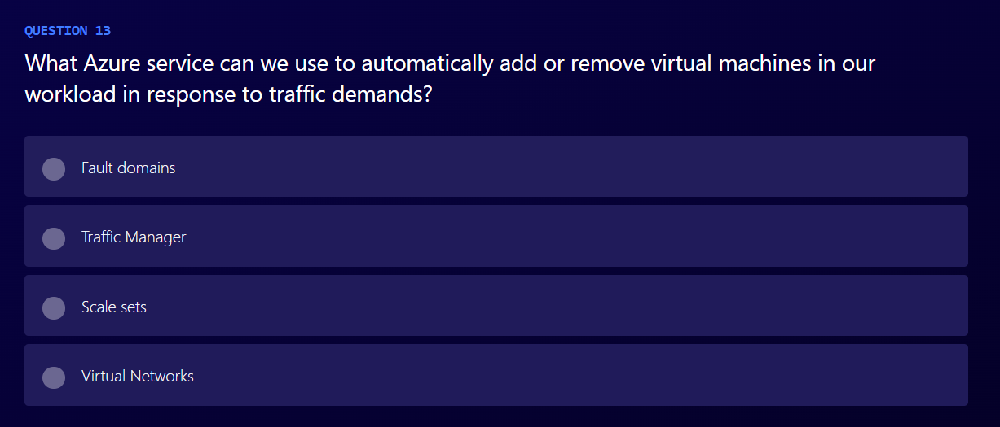 QUESTION 13
What Azure service can we use to automatically add or remove virtual machines in our
workload in response to traffic demands?
Fault domains
Traffic Manager
Scale sets
Virtual Networks